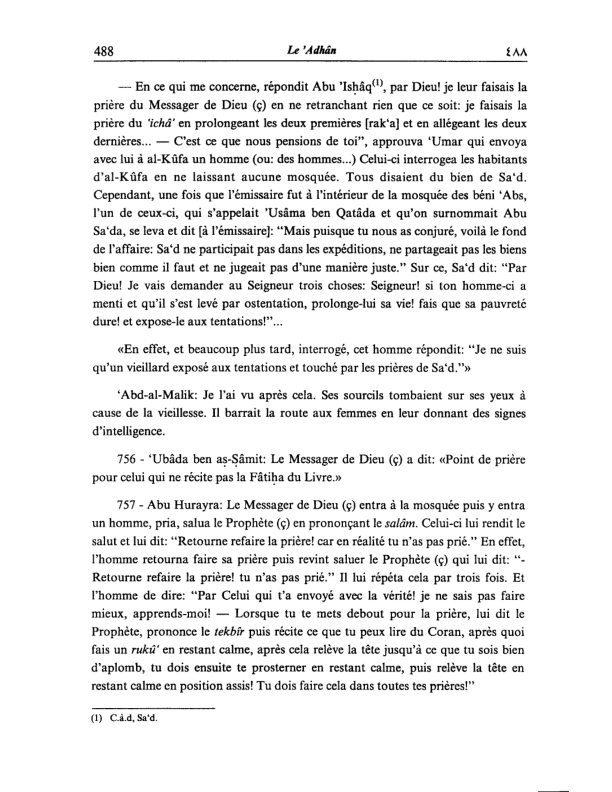 488 Le 'Adhân ٤٨٨
— En ce qui me concerne, répondit Abu 'Isḥâq(1), par Dieu! je leur faisais la
prière du Messager de Dieu (ç) en ne retranchant rien que ce soit: je faisais la
prière du 'ichâ' en prolongeant les deux premières [rak'a] et en allégeant les deux
dernières... — C'est ce que nous pensions de toi", approuva ‘Umar qui envoya
avec lui à al-Kûfa un homme (ou: des hommes...) Celui-ci interrogea les habitants
d'al-Kûfa en ne laissant aucune mosquée. Tous disaient du bien de Sa‘d.
Cependant, une fois que l'émissaire fut à l'intérieur de la mosquée des béni ‘Abs,
l'un de ceux-ci, qui s'appelait 'Usâma ben Qatâda et qu'on surnommait Abu
Sa‘da, se leva et dit [à l'émissaire]: "Mais puisque tu nous as conjuré, voilà le fond
de l'affaire: Sa‘d ne participait pas dans les expéditions, ne partageait pas les biens
bien comme il faut et ne jugeait pas d'une manière juste." Sur ce, Sa‘d dit: "Par
Dieu! Je vais demander au Seigneur trois choses: Seigneur! si ton homme-ci a
menti et qu'il s'est levé par ostentation, prolonge-lui sa vie! fais que sa pauvreté
dure! et expose-le aux tentations!"...
«En effet, et beaucoup plus tard, interrogé, cet homme répondit: "Je ne suis
qu'un vieillard exposé aux tentations et touché par les prières de Sa‘d."»
‘Abd-al-Malik: Je l'ai vu après cela. Ses sourcils tombaient sur ses yeux à
cause de la vieillesse. Il barrait la route aux femmes en leur donnant des signes
d'intelligence.
756 - ‘Ubâda ben aṣ-Ṣâmit: Le Messager de Dieu (ç) a dit: «Point de prière
pour celui qui ne récite pas la Fâtiḥa du Livre.»
757 - Abu Hurayra: Le Messager de Dieu (ç) entra à la mosquée puis y entra
un homme, pria, salua le Prophète (ç) en prononçant le salâm. Celui-ci lui rendit le
salut et lui dit: "Retourne refaire la prière! car en réalité tu n'as pas prié." En effet,
l'homme retourna faire sa prière puis revint saluer le Prophète (ç) qui lui dit: "-
Retourne refaire la prière! tu n'as pas prié." Il lui répéta cela par trois fois. Et
l'homme de dire: "Par Celui qui t'a envoyé avec la vérité! je ne sais pas faire
mieux, apprends-moi! — Lorsque tu te mets debout pour la prière, lui dit le
Prophète, prononce le tekbîr puis récite ce que tu peux lire du Coran, après quoi
fais un rukû' en restant calme, après cela relève la tête jusqu'à ce que tu sois bien
d'aplomb, tu dois ensuite te prosterner en restant calme, puis relève la tête en
restant calme en position assis! Tu dois faire cela dans toutes tes prières!"
(1) C.à.d, Sa‘d.